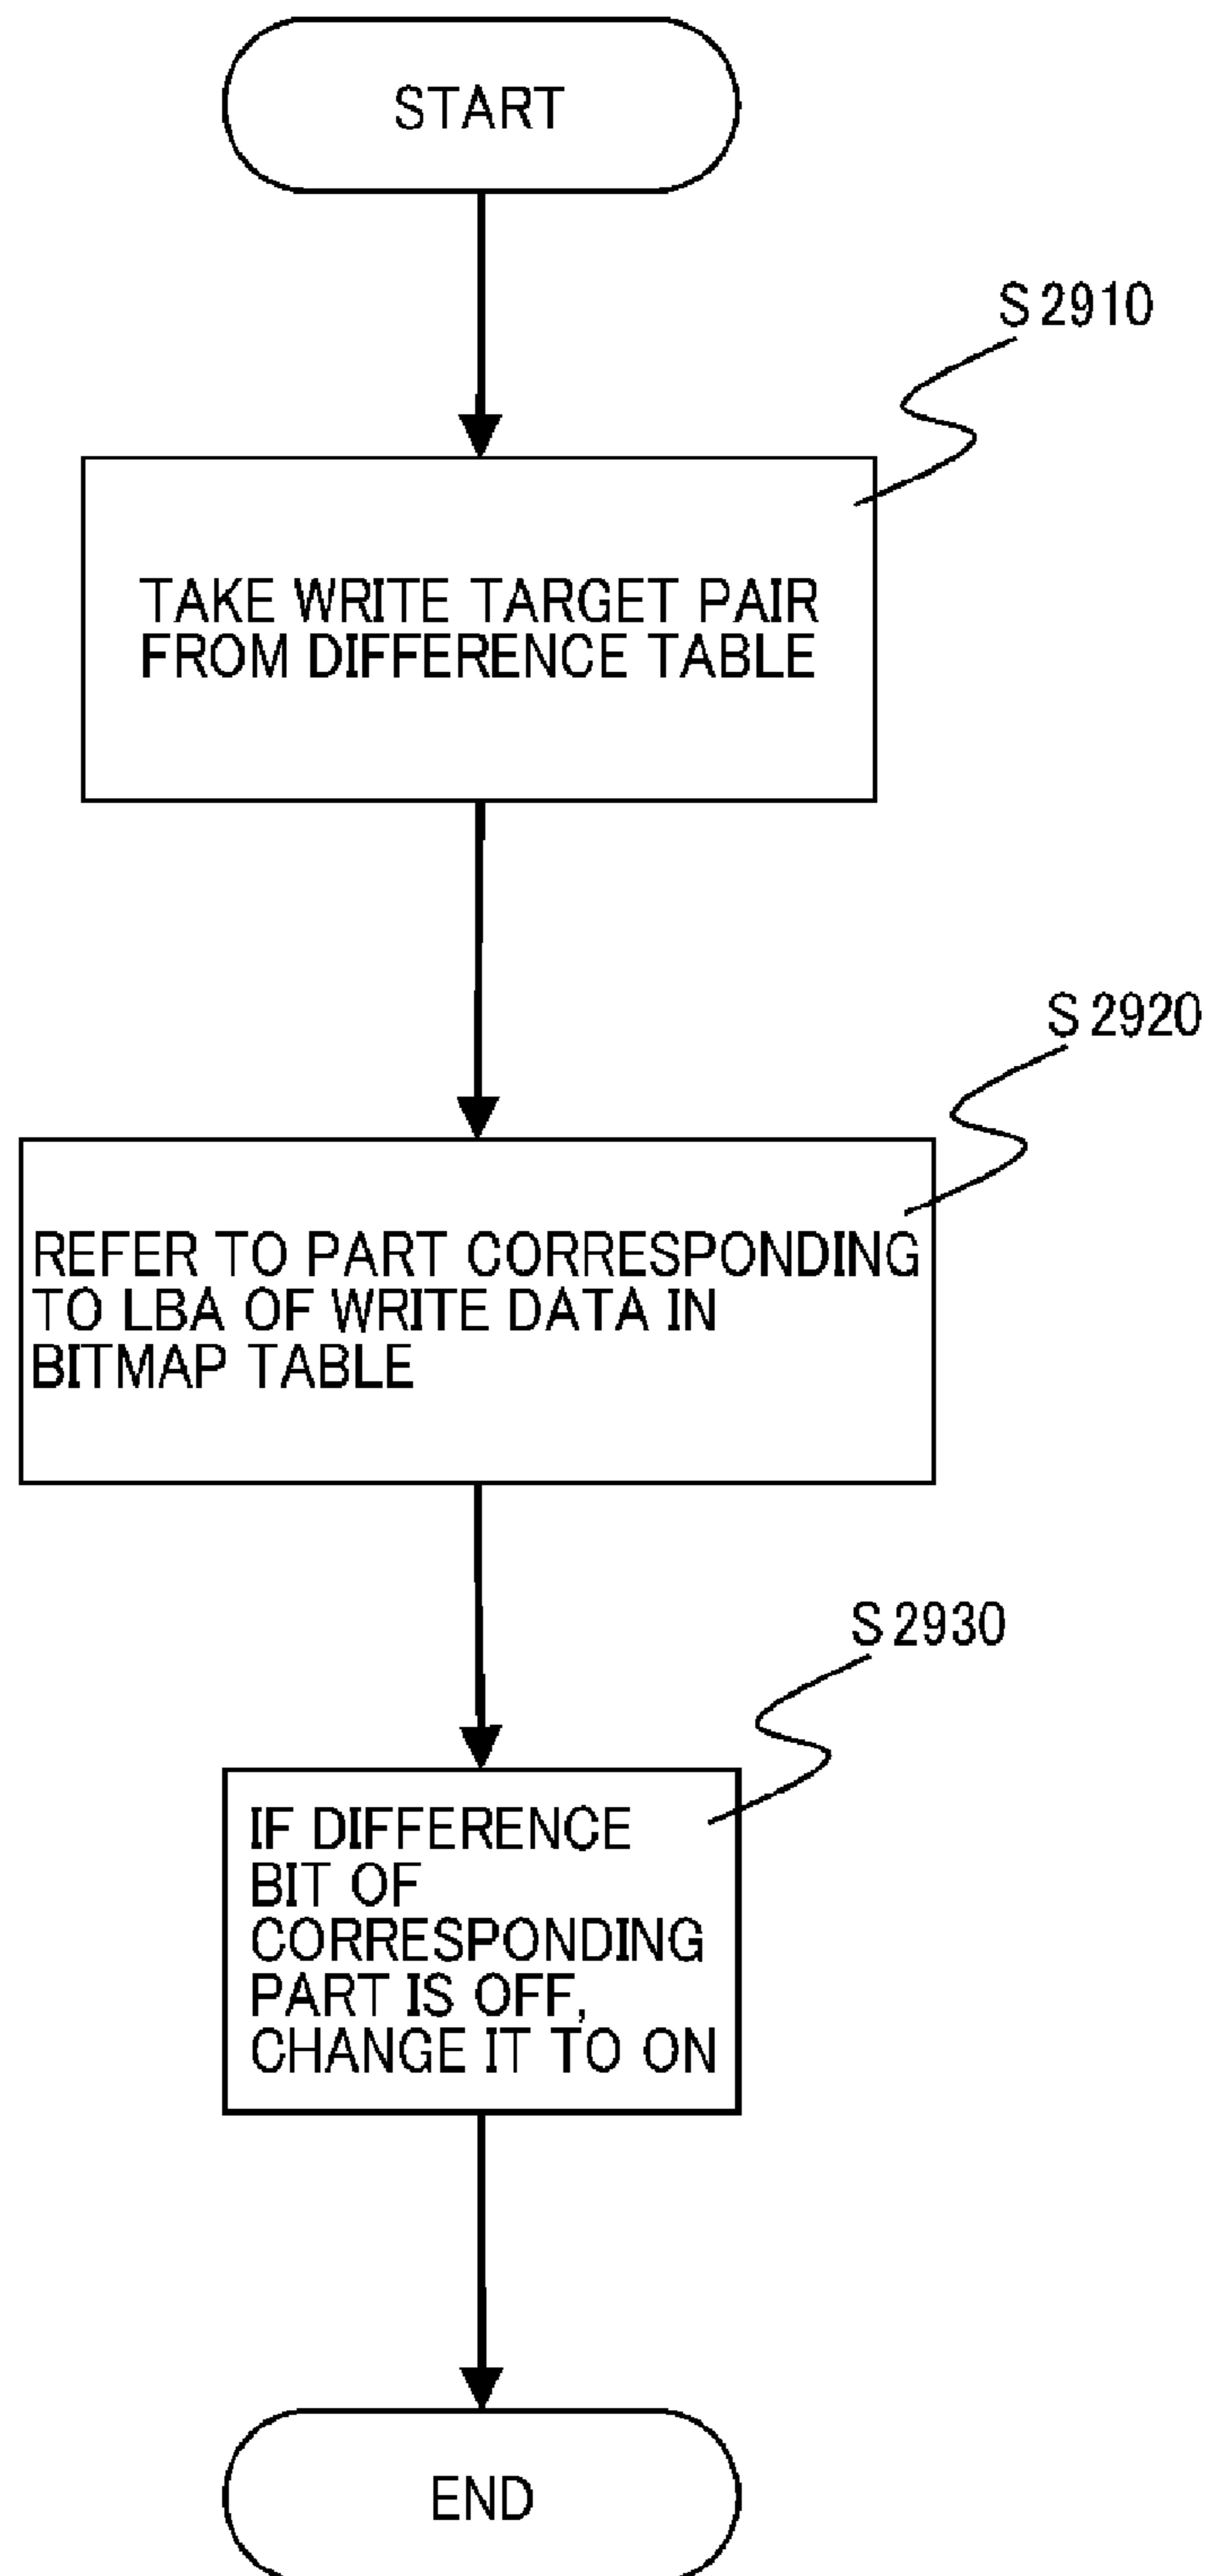 START
S2910
TAKE WRITE TARGET PAIR
FROM DIFFERENCE TABLE
S2920
REFER TO PART CORRESPONDING
TO LBA OF WRITE DATA IN
BITMAP TABLE
S2930
IF DIFFERENCE
BIT OF
CORRESPONDING
PART IS OFF,
CHANGE IT TO ON
END